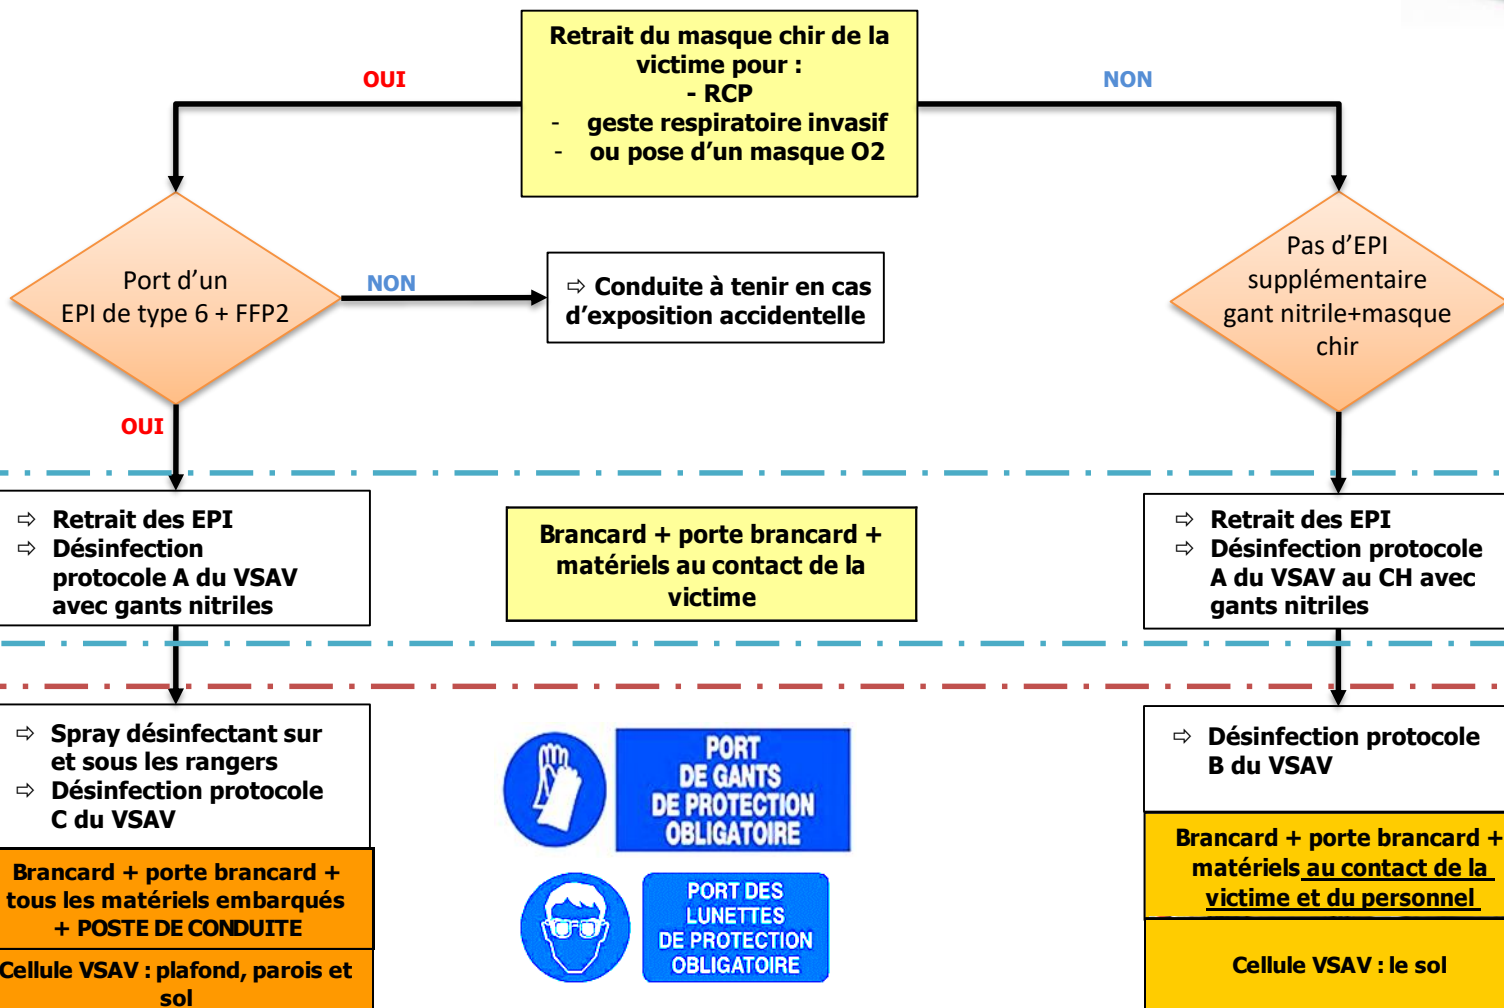 Retrait du masque chir de la
victime pour :
- RCP
- geste respiratoire invasif
- ou pose d'un masque O2
OUI
NON
Port d'un
EPI de type 6 + FFP2
NON
⇨ Conduite à tenir en cas
d'exposition accidentelle
Pas d'EPI
supplémentaire
gant nitrile+masque
chir
OUI
⇨ Retrait des EPI
⇨ Désinfection
protocole A du VSAV
avec gants nitriles
Brancard + porte brancard +
matériels au contact de la
victime
⇨ Retrait des EPI
⇨ Désinfection protocole
A du VSAV au CH avec
gants nitriles
⇨ Spray désinfectant sur
et sous les rangers
⇨ Désinfection protocole
C du VSAV
PORT
DE GANTS
DE PROTECTION
OBLIGATOIRE
⇨ Désinfection protocole
B du VSAV
Brancard + porte brancard +
tous les matériels embarqués
+ POSTE DE CONDUITE
Cellule VSAV : plafond, parois et
sol
PORT DES
LUNETTES
DE PROTECTION
OBLIGATOIRE
Brancard + porte brancard +
matériels au contact de la
victime et du personnel
Cellule VSAV : le sol